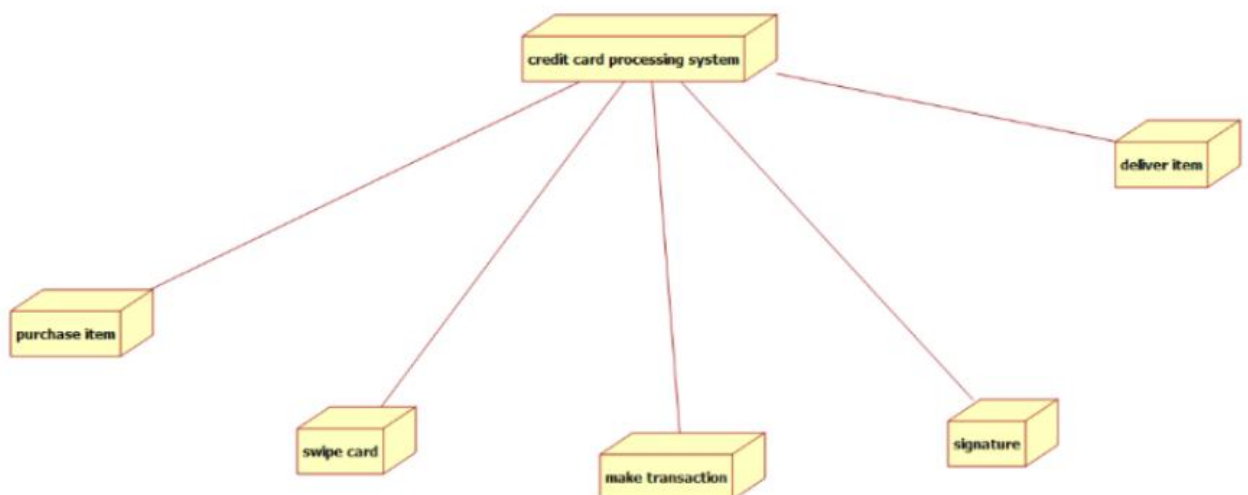 credit card processing system
deliver item
purchase item
swipe card
signature
make transaction